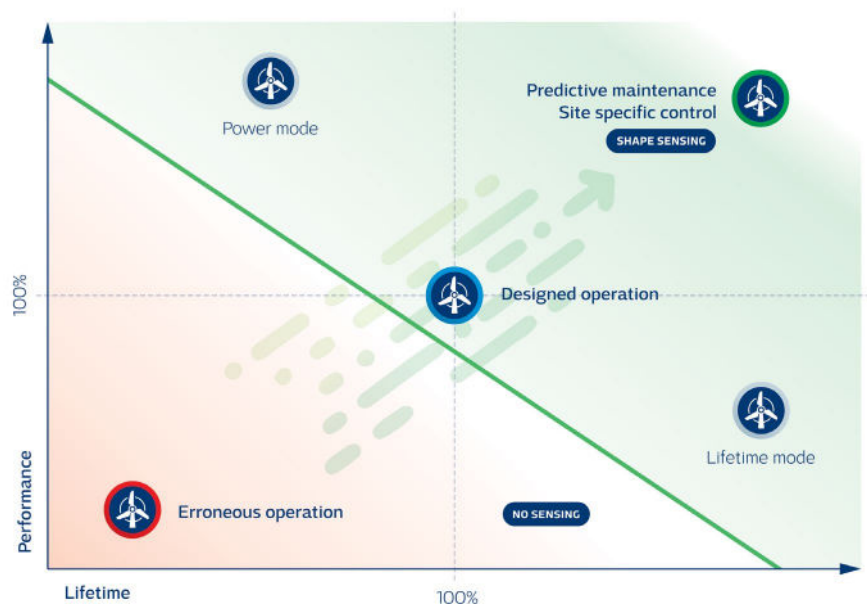 Predictive maintenance
Site specific control
SHAPE SENSING
Power mode
100%
Designed operation
Lifetime mode
Performance
Erroneous operation
NO SENSING
Lifetime
100%